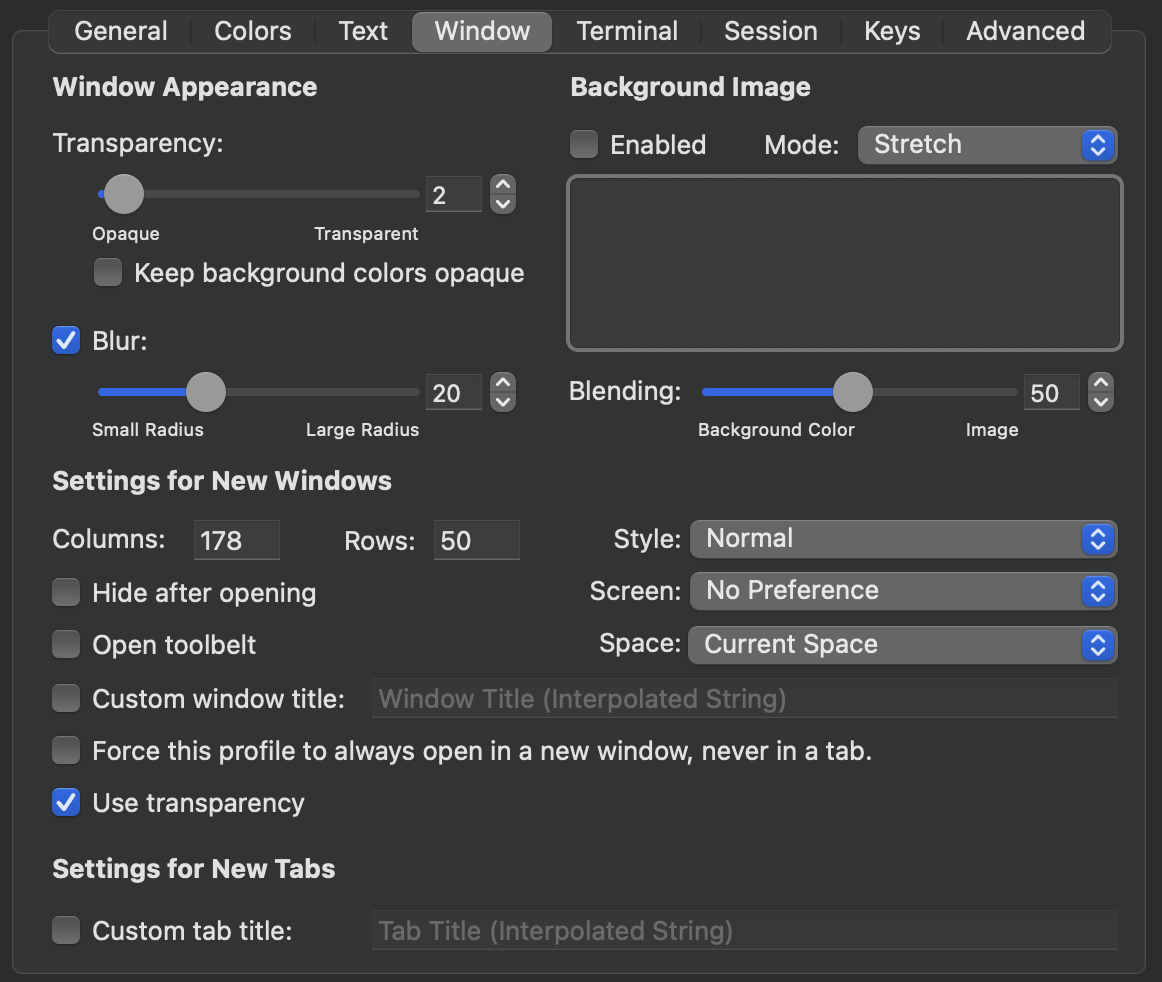 General Colors Text Window Terminal Session Keys Advanced
Window Appearance
Transparency:
2
Opaque Transparent
Keep background colors opaque
Blur:
20
Small Radius Large Radius
Background Image
Enabled Mode: Stretch
Blending: 50
Background Color Image
Settings for New Windows
Columns: 178 Rows: 50 Style: Normal
Hide after opening Screen: No Preference
Open toolbelt Space: Current Space
Custom window title: Window Title (Interpolated String)
Force this profile to always open in a new window, never in a tab.
Use transparency
Settings for New Tabs
Custom tab title: Tab Title (Interpolated String)